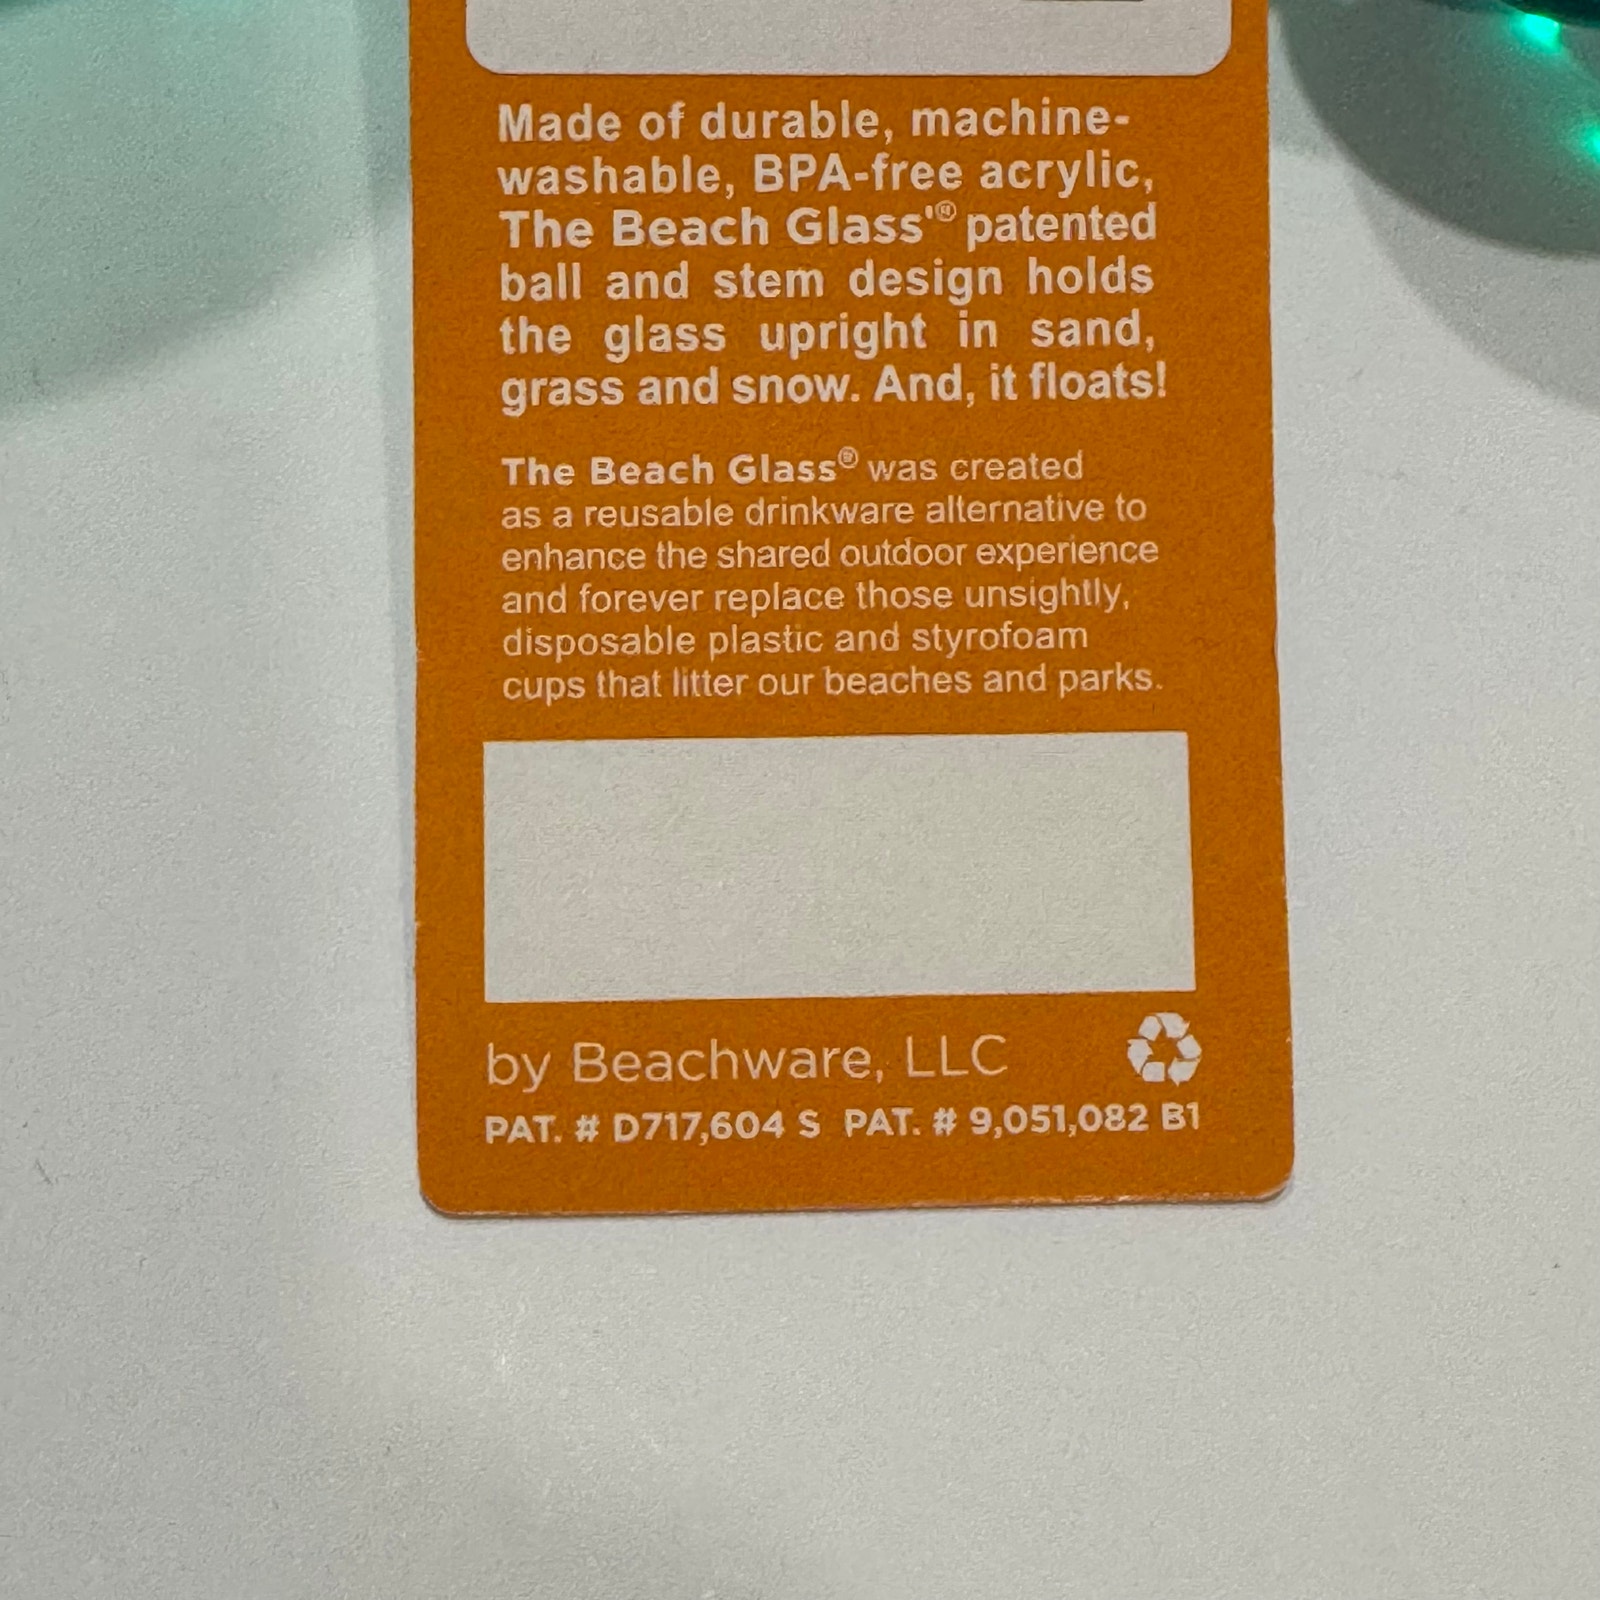 Made of durable, machine-
washable, BPA-free acrylic,
The Beach Glass'® patented
ball and stem design holds
the glass upright in sand,
grass and snow. And, it floats!
The Beach Glass® was created
as a reusable drinkware alternative to
enhance the shared outdoor experience
and forever replace those unsightly,
disposable plastic and styrofoam
cups that litter our beaches and parks.
by Beachware, LLC
PAT. # D717,604 S PAT. # 9,051,082 B1